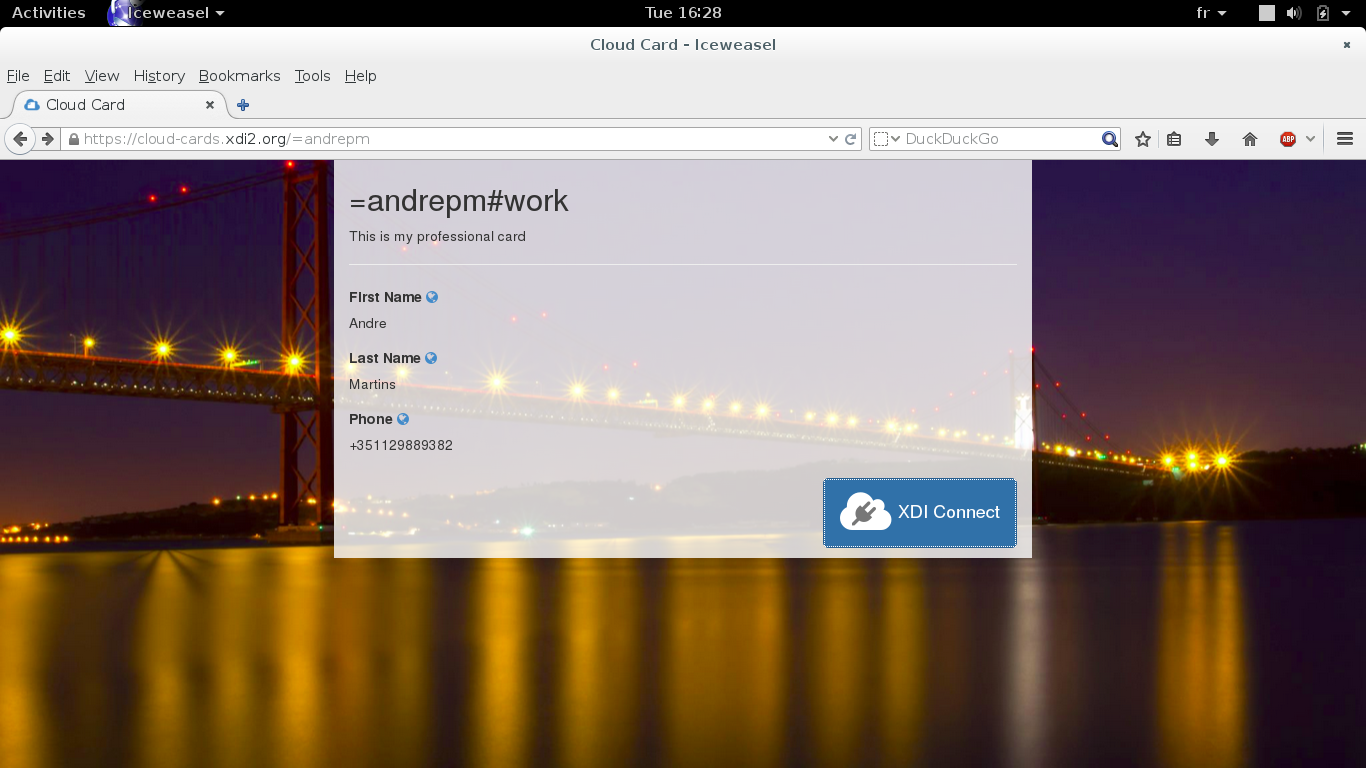 Activities Iceweasel Tue 16:28 fr
Cloud Card - Iceweasel
File Edit View History Bookmarks Tools Help
Cloud Card
https://cloud-cards.xdi2.org/=andrepm DuckDuckGo ABP
=andrepm#work
This is my professional card
First Name
Andre
Last Name
Martins
Phone
+351129889382
XDI Connect